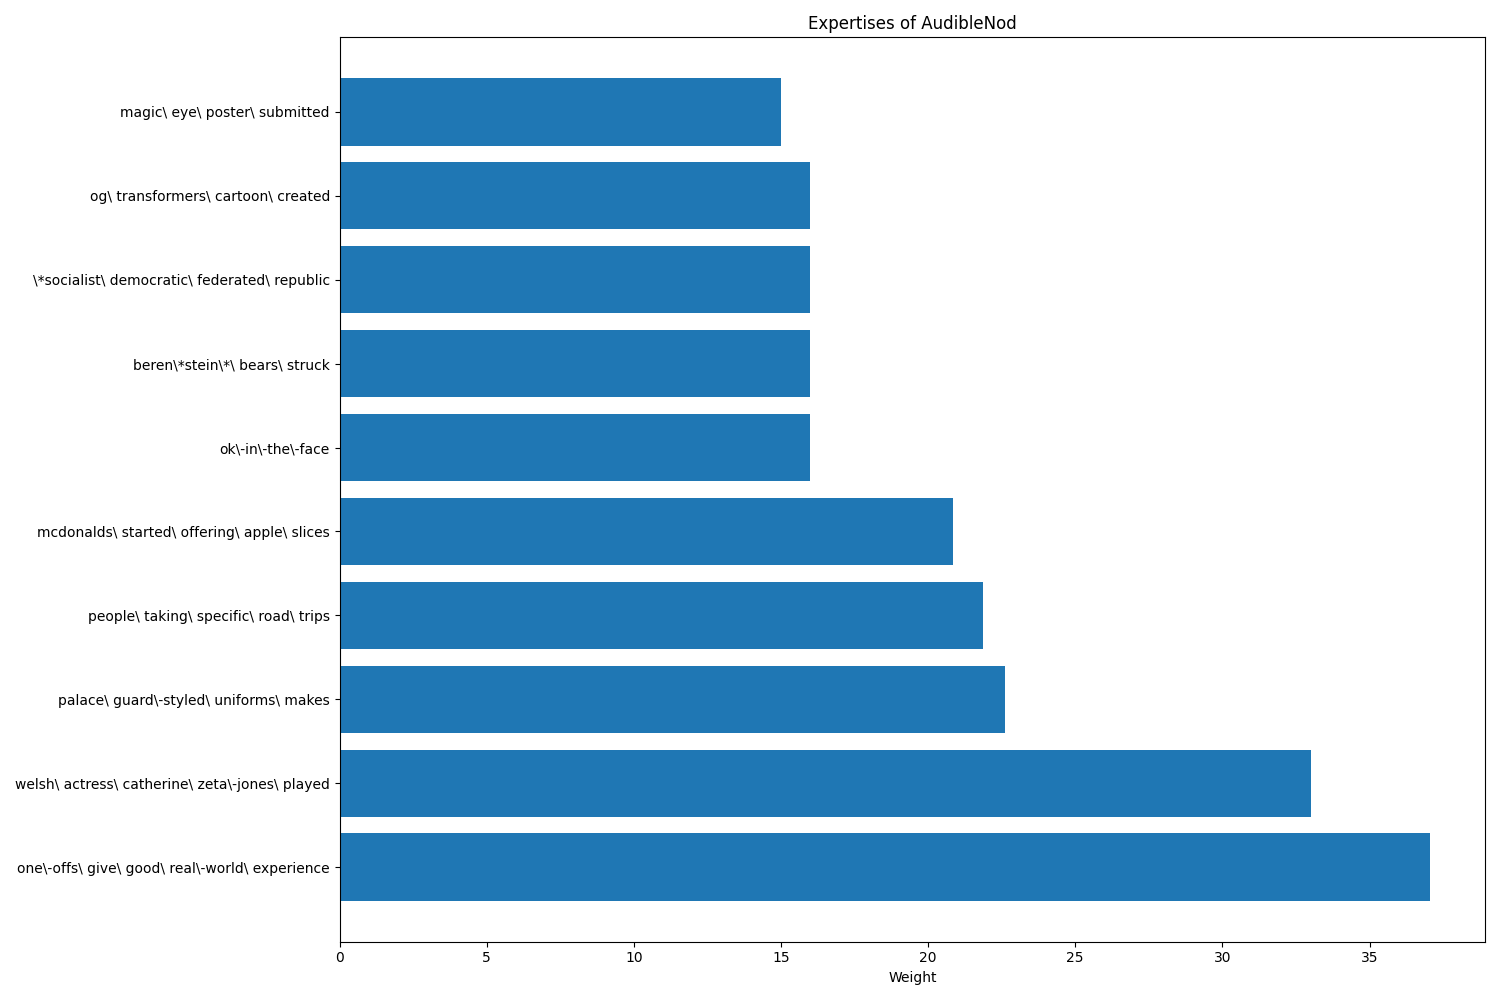 Expertises of AudibleNod
magic\ eye\ poster\ submitted
og\ transformers\ cartoon\ created
\*socialist\ democratic\ federated\ republic
beren\*stein\*\ bears\ struck
ok\-in\-the\-face
mcdonalds\ started\ offering\ apple\ slices
people\ taking\ specific\ road\ trips
palace\ guard\-styled\ uniforms\ makes
welsh\ actress\ catherine\ zeta\-jones\ played
one\-offs\ give\ good\ real\-world\ experience
0 5 10 15 20 25 30 35
Weight